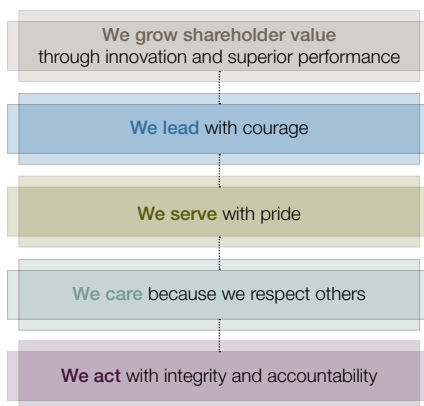 We grow shareholder value
through innovation and superior performance
We lead with courage
We serve with pride
We care because we respect others
We act with integrity and accountability